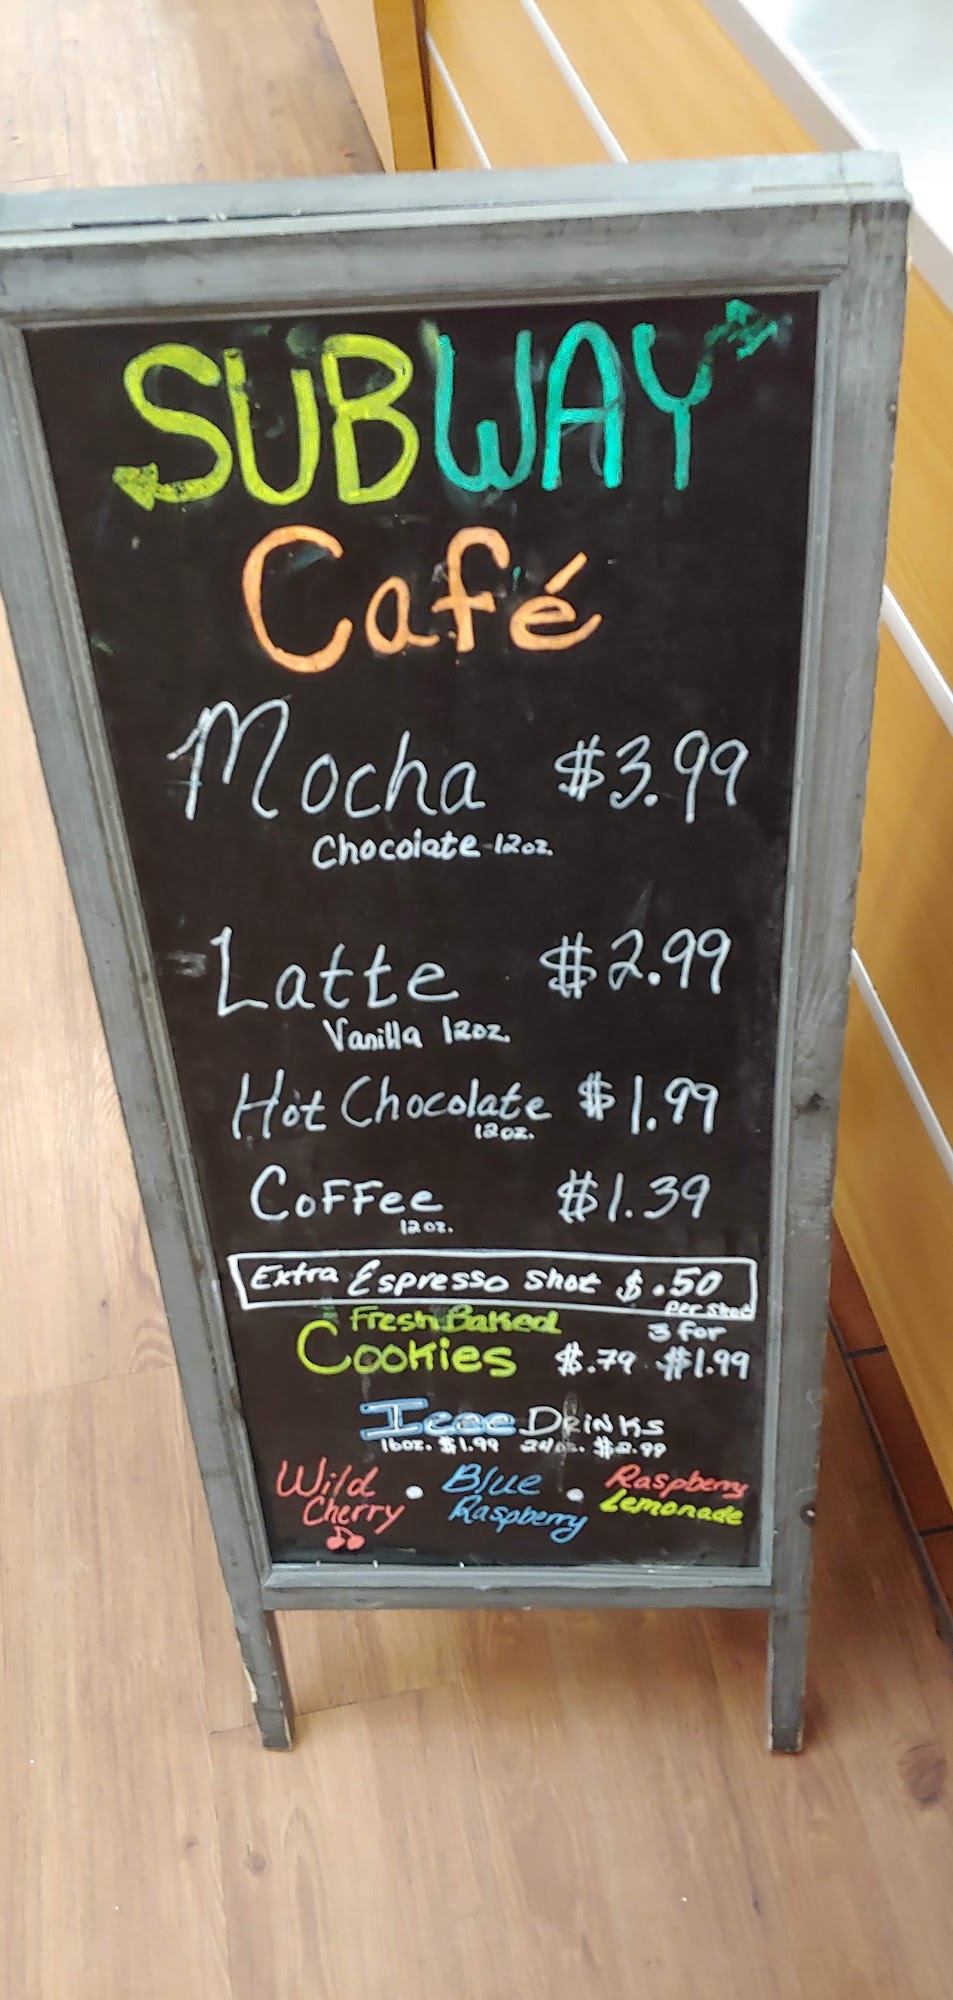 SUBWAY
Café
Mocha $3.99
Chocolate 12oz.
Latte $2.99
Vanilla 12oz.
Hot Chocolate $1.99
12oz.
Coffee $1.39
12oz.
Extra Espresso shot $.50
per shot
Fresh Baked 3 for
Cookies $.79 $1.99
Icee Drinks
16oz. $1.99 24oz. $2.99
Wild Cherry • Blue Raspberry • Raspberry Lemonade